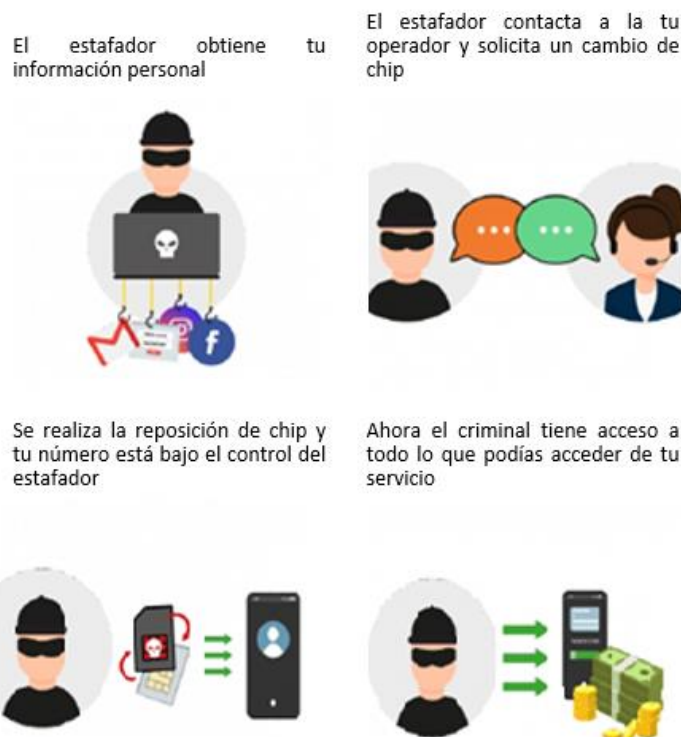 El estafador obtiene tu
información personal
El estafador contacta a la tu
operador y solicita un cambio de
chip
Se realiza la reposición de chip y
tu número está bajo el control del
estafador
Ahora el criminal tiene acceso a
todo lo que podías acceder de tu
servicio